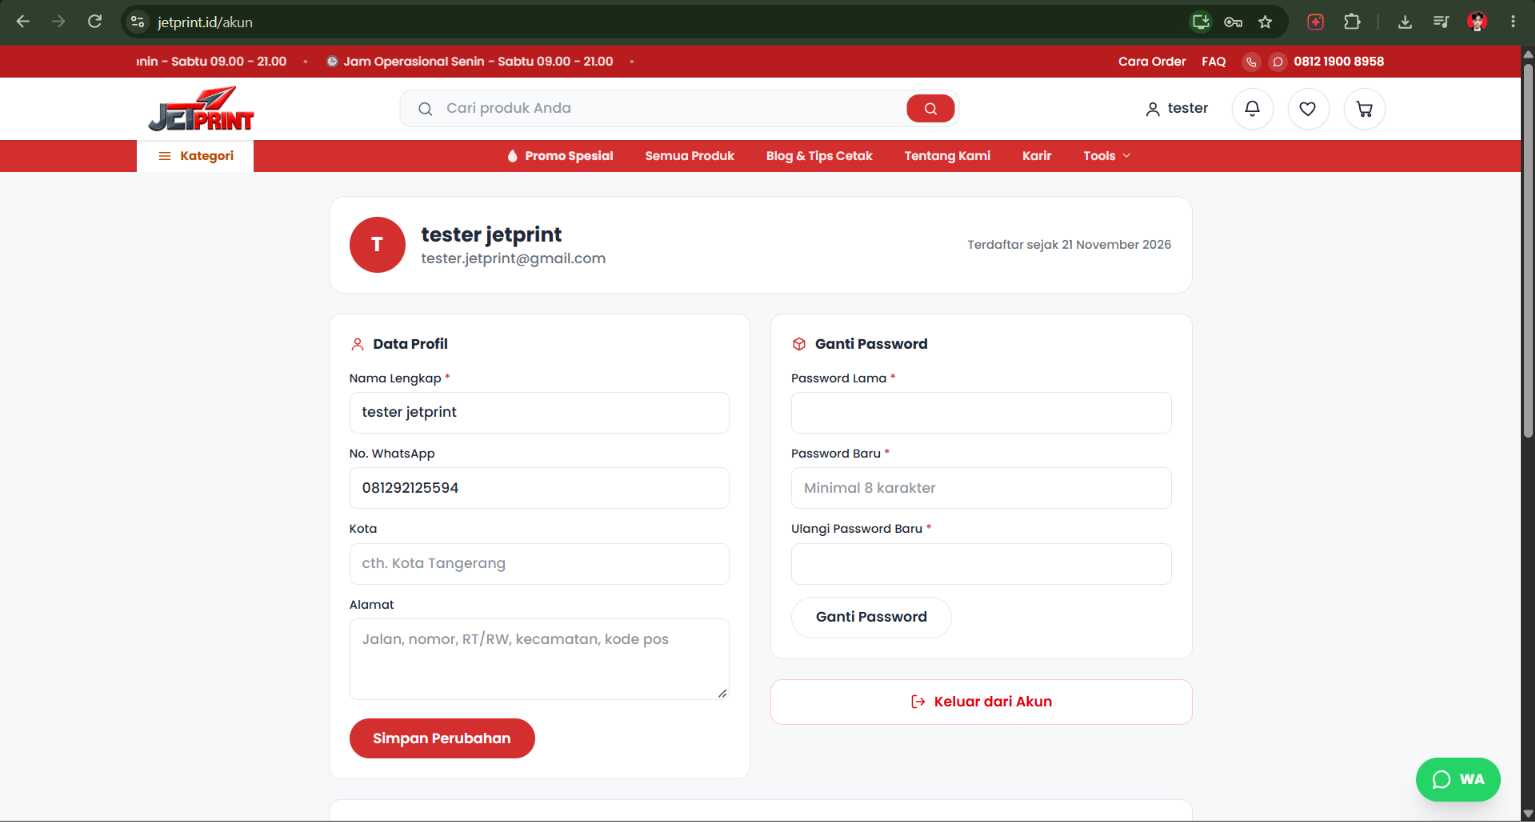 jetprint.id/akun
nin - Sabtu 09.00 - 21.00 • Jam Operasional Senin - Sabtu 09.00 - 21.00 •
Cara Order FAQ 0812 1900 8958
JETPRINT
Cari produk Anda
tester
Kategori
Promo Spesial Semua Produk Blog & Tips Cetak Tentang Kami Karir Tools
T
tester jetprint
tester.jetprint@gmail.com
Terdaftar sejak 21 November 2026
Data Profil
Nama Lengkap *
tester jetprint
No. WhatsApp
081292125594
Kota
cth. Kota Tangerang
Alamat
Jalan, nomor, RT/RW, kecamatan, kode pos
Simpan Perubahan
Ganti Password
Password Lama *
Password Baru *
Minimal 8 karakter
Ulangi Password Baru *
Ganti Password
Keluar dari Akun
WA